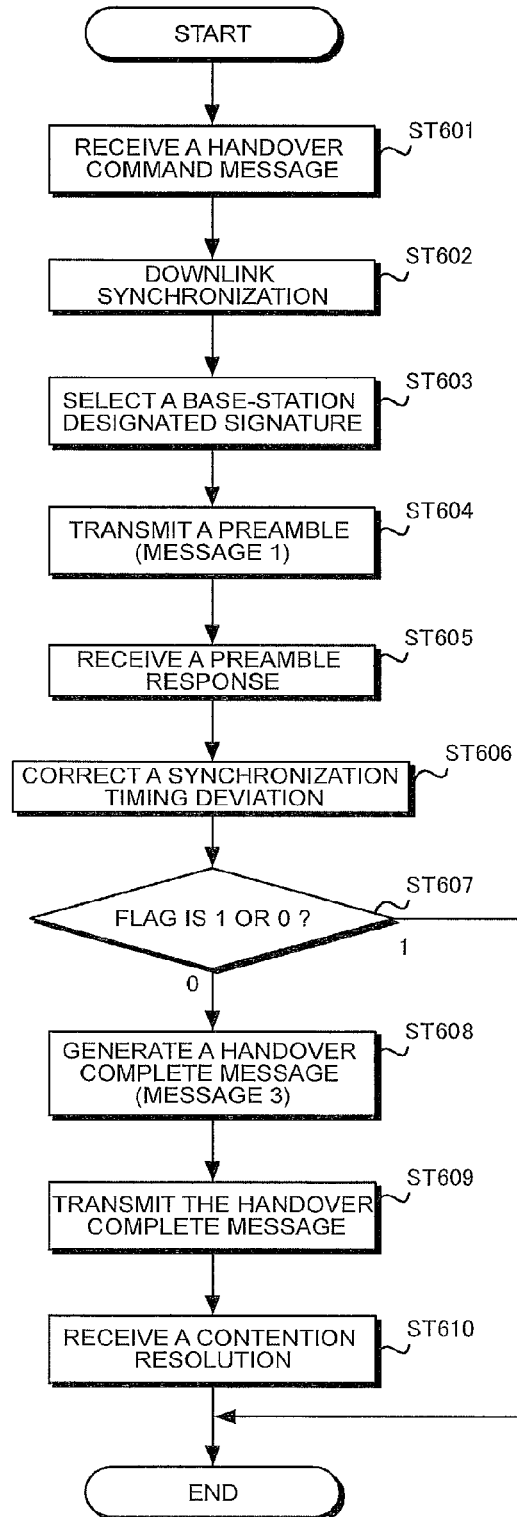 START
RECEIVE A HANDOVER
COMMAND MESSAGE
ST601
DOWNLINK
SYNCHRONIZATION
ST602
SELECT A BASE-STATION
DESIGNATED SIGNATURE
ST603
TRANSMIT A PREAMBLE
(MESSAGE 1)
ST604
RECEIVE A PREAMBLE
RESPONSE
ST605
CORRECT A SYNCHRONIZATION
TIMING DEVIATION
ST606
FLAG IS 1 OR 0 ?
ST607
1
0
GENERATE A HANDOVER
COMPLETE MESSAGE
(MESSAGE 3)
ST608
TRANSMIT THE HANDOVER
COMPLETE MESSAGE
ST609
RECEIVE A CONTENTION
RESOLUTION
ST610
END